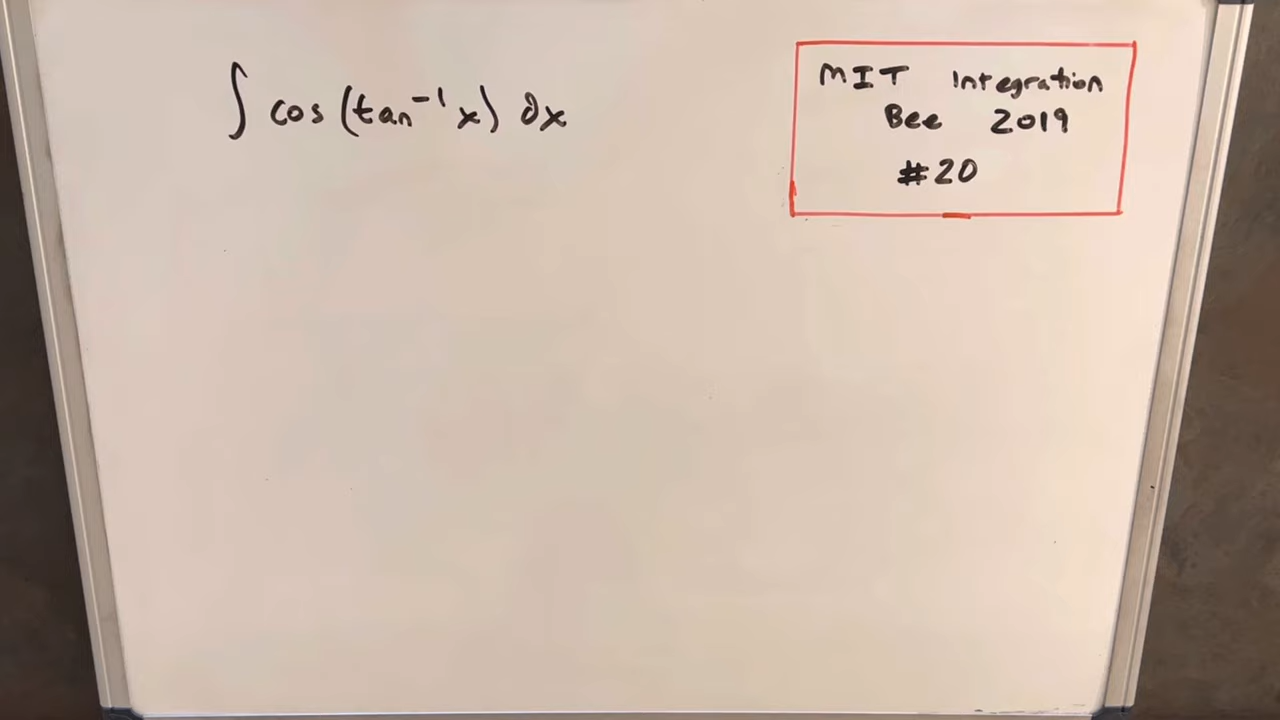 ∫ cos (tan⁻¹ x) dx
MIT Integration
Bee 2019
#20